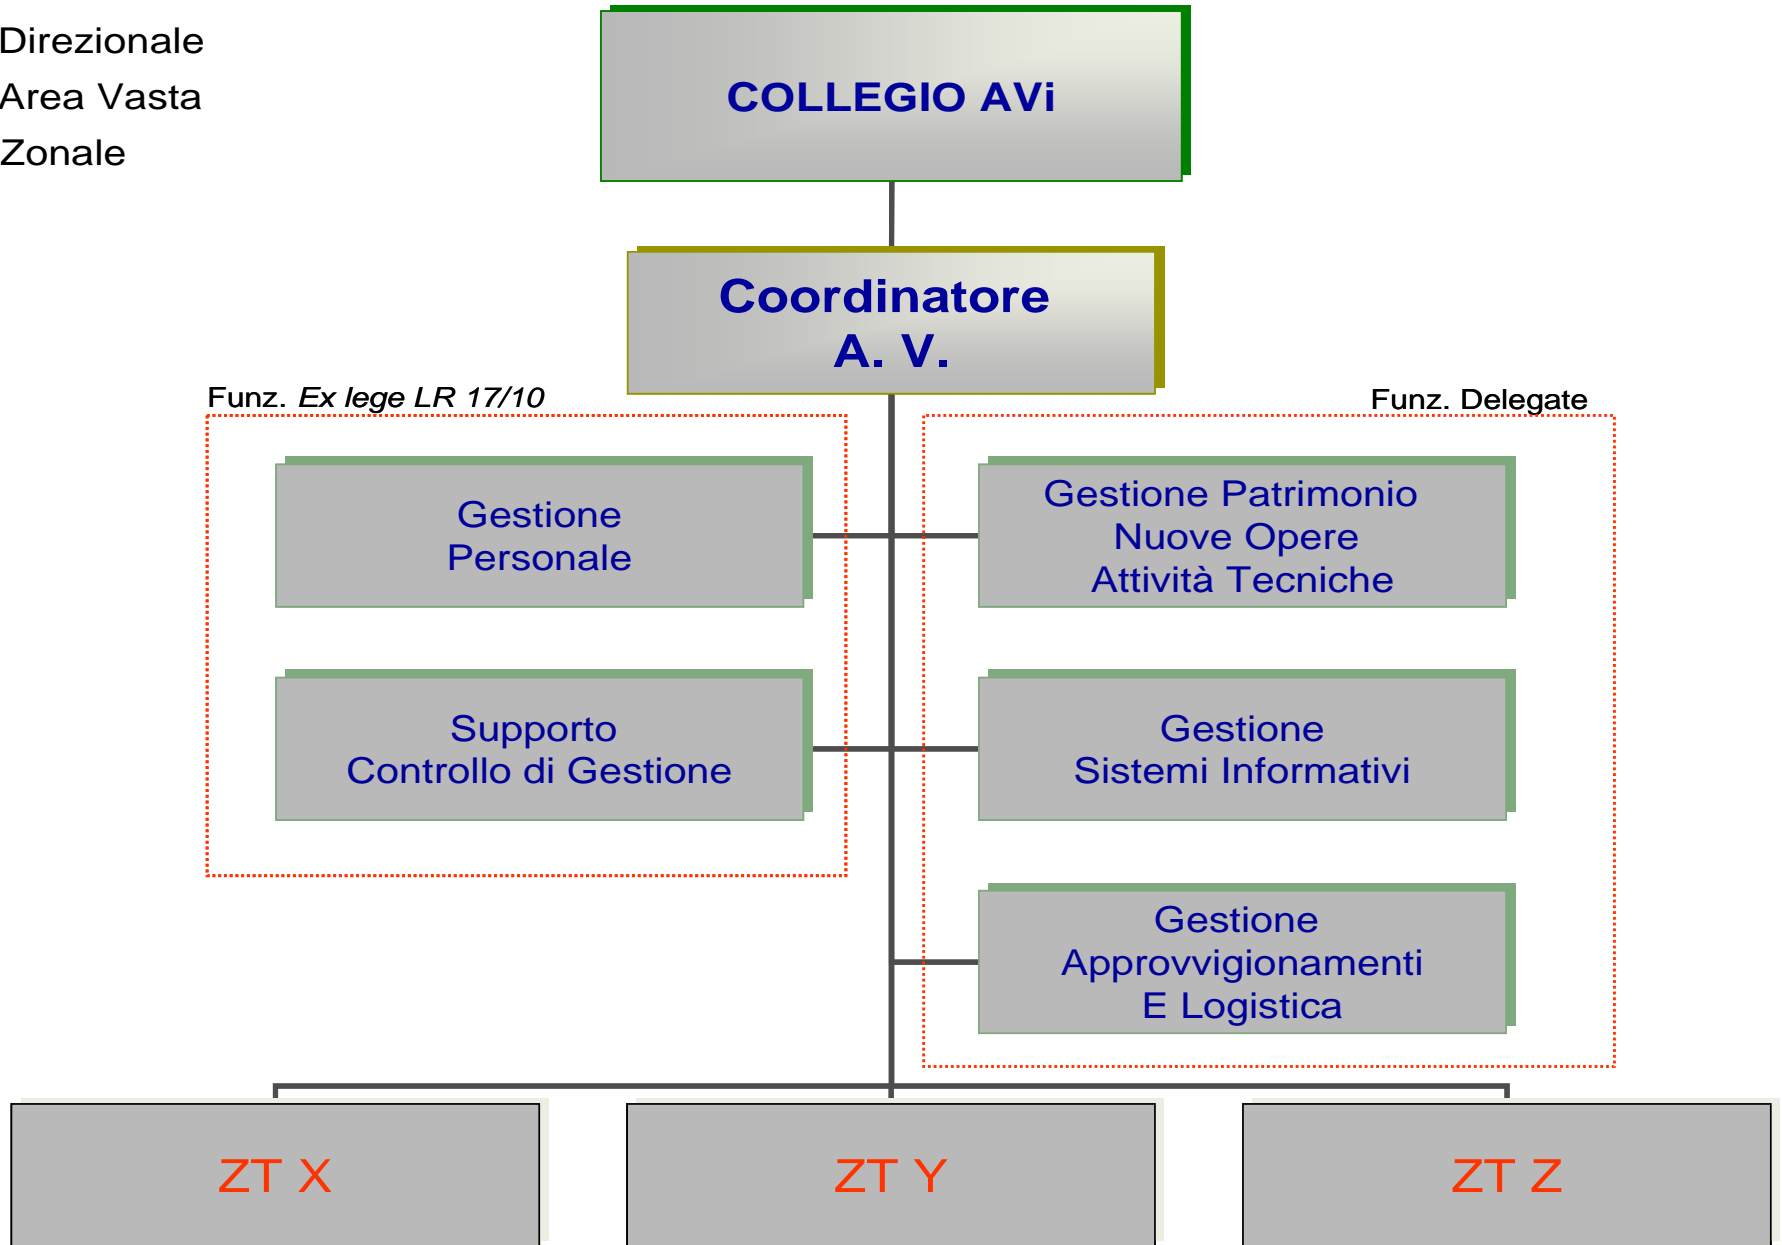 Direzionale
Area Vasta
Zonale
COLLEGIO AVi
Coordinatore
A. V.
Funz. Ex lege LR 17/10
Funz. Delegate
Gestione
Personale
Gestione Patrimonio
Nuove Opere
Attività Tecniche
Supporto
Controllo di Gestione
Gestione
Sistemi Informativi
Gestione
Approvvigionamenti
E Logistica
ZT X
ZT Y
ZT Z